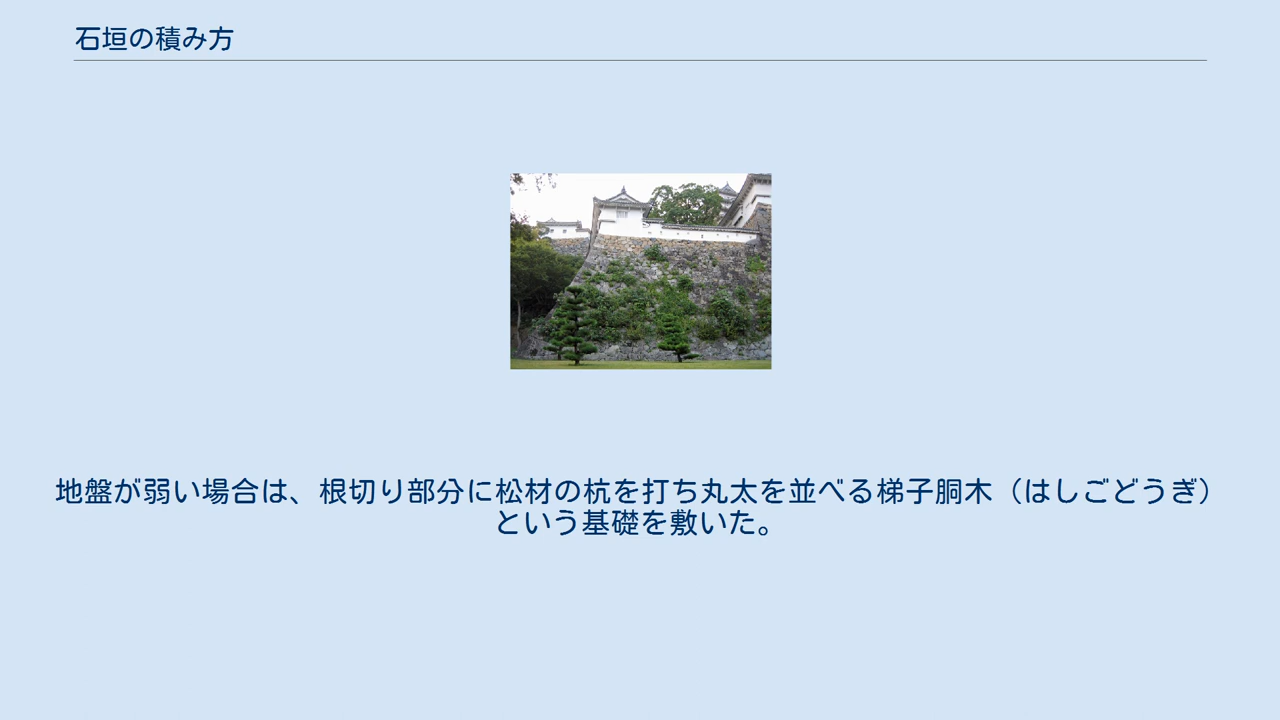 石垣の積み方
地盤が弱い場合は、根切り部分に松材の杭を打ち丸太を並べる梯子胴木（はしごどうぎ）
という基礎を敷いた。